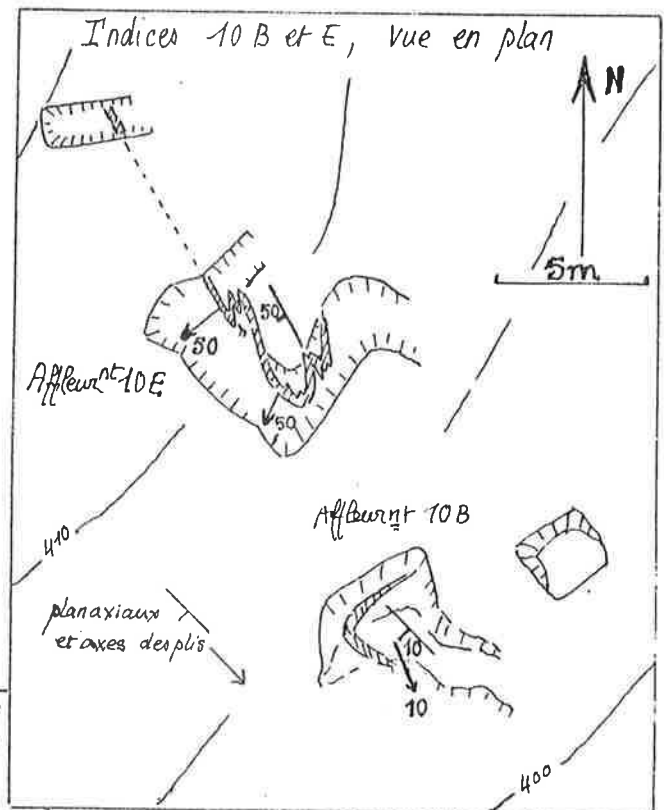 Indices 10 B et E, vue en plan
N
5m
50
50
50
Affleurnt 10E
410
Affleurnt 10B
planaxiaux
et axes des plis
10
10
400